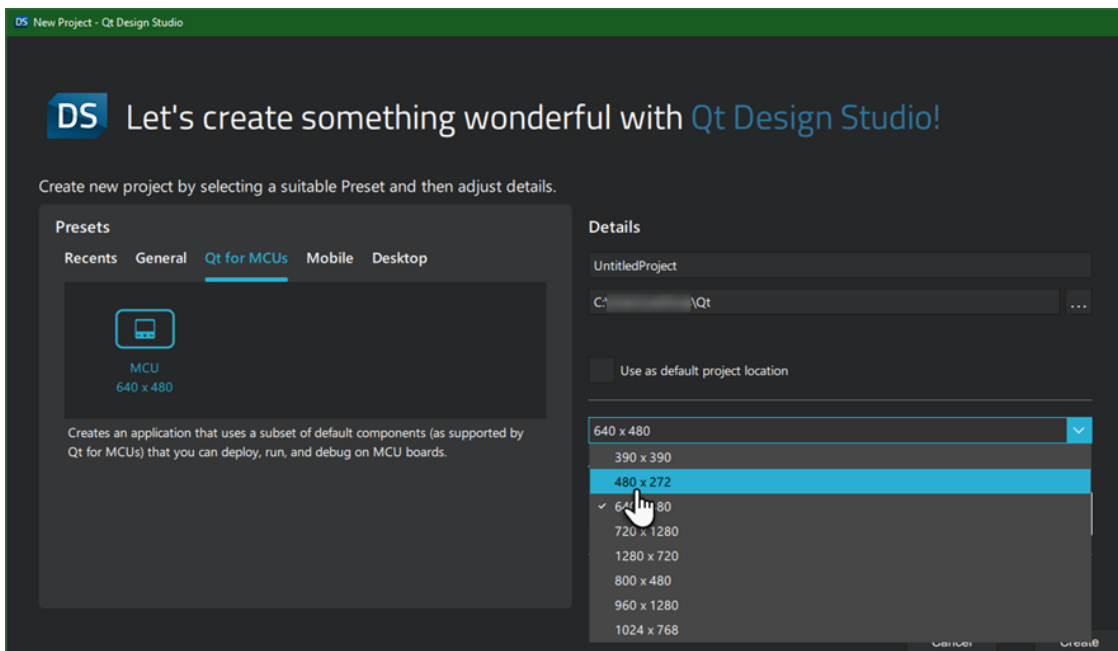 DS New Project - Qt Design Studio
DS Let's create something wonderful with Qt Design Studio!
Create new project by selecting a suitable Preset and then adjust details.
Presets
Recents General Qt for MCUs Mobile Desktop
MCU
640 x 480
Creates an application that uses a subset of default components (as supported by
Qt for MCUs) that you can deploy, run, and debug on MCU boards.
Details
UntitledProject
C:\ \Qt ...
Use as default project location
640 x 480
390 x 390
480 x 272
✓ 640 x 480
720 x 1280
1280 x 720
800 x 480
960 x 1280
1024 x 768
Cancel Create